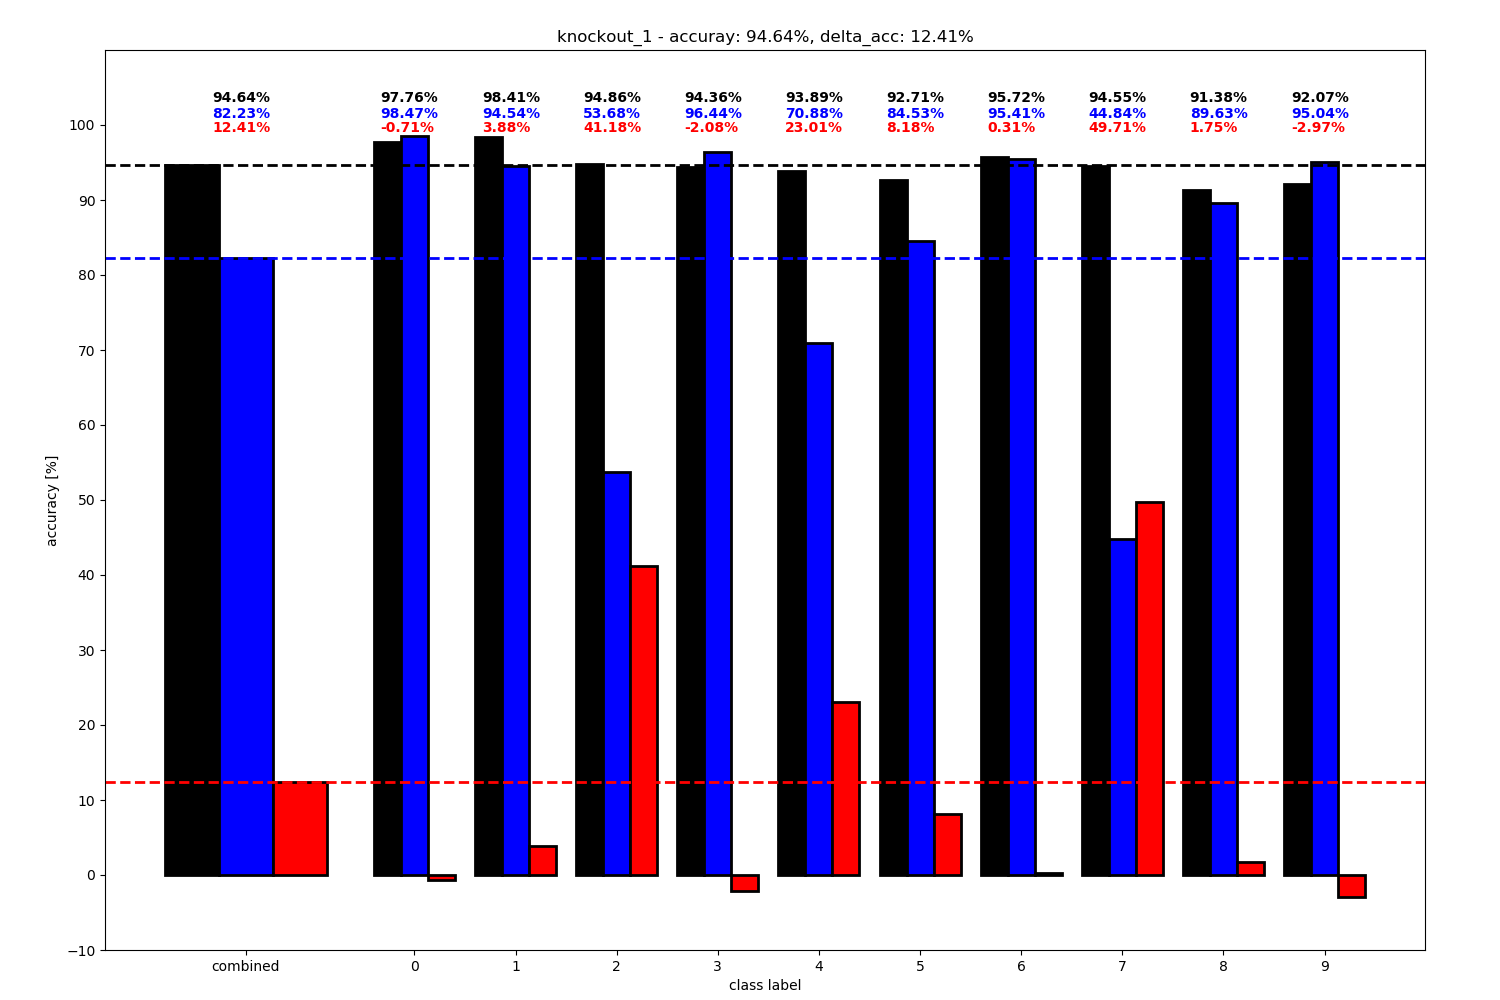 knockout_1 - accuray: 94.64%, delta_acc: 12.41%
94.64% 97.76% 98.41% 94.86% 94.36% 93.89% 92.71% 95.72% 94.55% 91.38% 92.07%
82.23% 98.47% 94.54% 53.68% 96.44% 70.88% 84.53% 95.41% 44.84% 89.63% 95.04%
12.41% -0.71% 3.88% 41.18% -2.08% 23.01% 8.18% 0.31% 49.71% 1.75% -2.97%
100
90
80
70
60
50
40
30
20
10
0
−10
accuracy [%]
combined 0 1 2 3 4 5 6 7 8 9
class label